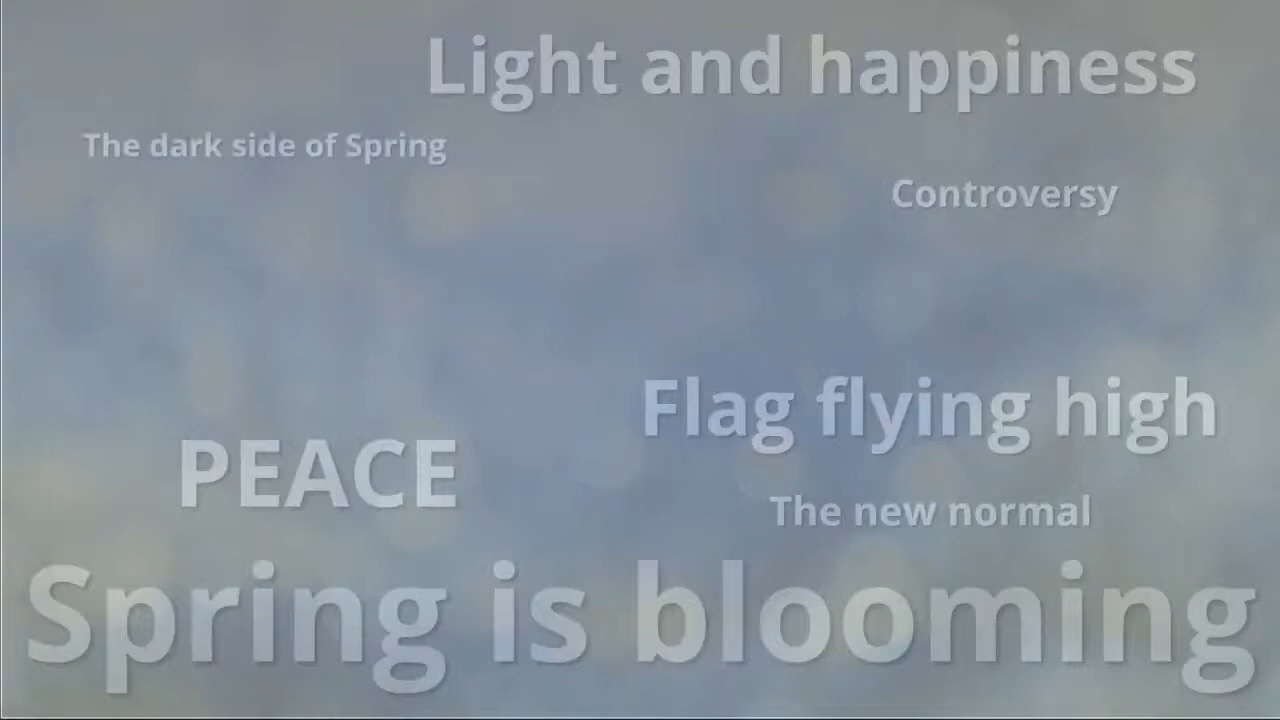 Light and happiness
The dark side of Spring
Controversy
Flag flying high
PEACE
The new normal
Spring is blooming